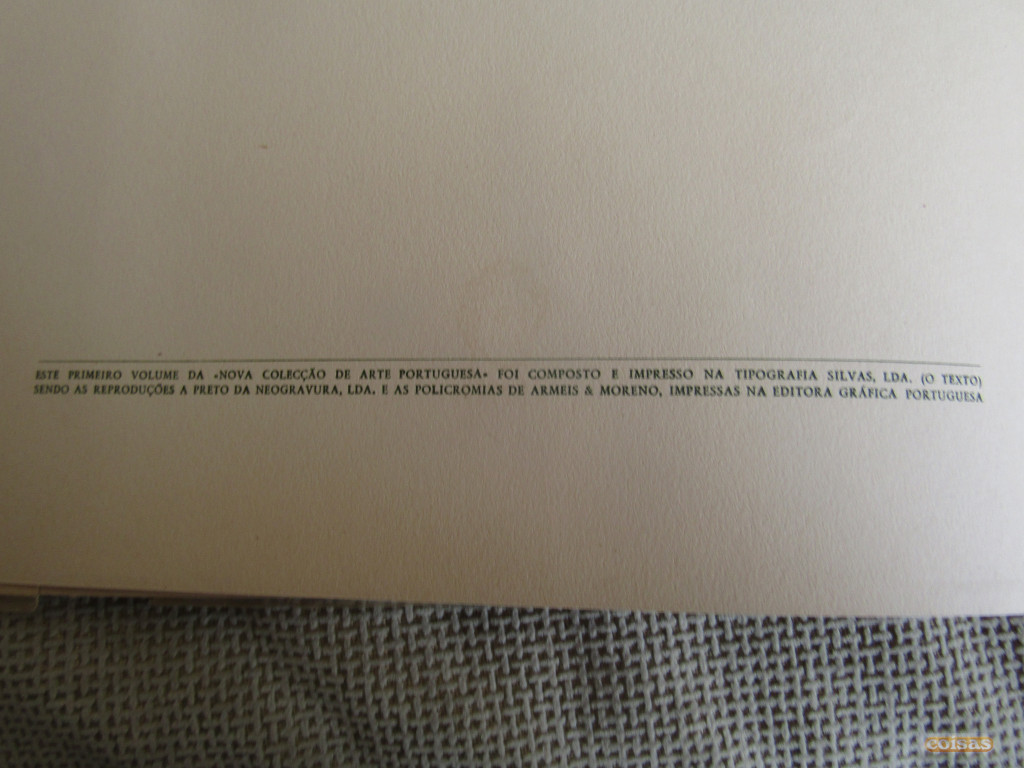 ESTE PRIMEIRO VOLUME DA «NOVA COLECÇÃO DE ARTE PORTUGUESA» FOI COMPOSTO E IMPRESSO NA TIPOGRAFIA SILVAS, LDA. (O TEXTO)
SENDO AS REPRODUÇÕES A PRETO DA NEOGRAVURA, LDA. E AS POLICROMIAS DE ARMEIS & MORENO, IMPRESSAS NA EDITORA GRÁFICA PORTUGUESA
coisas